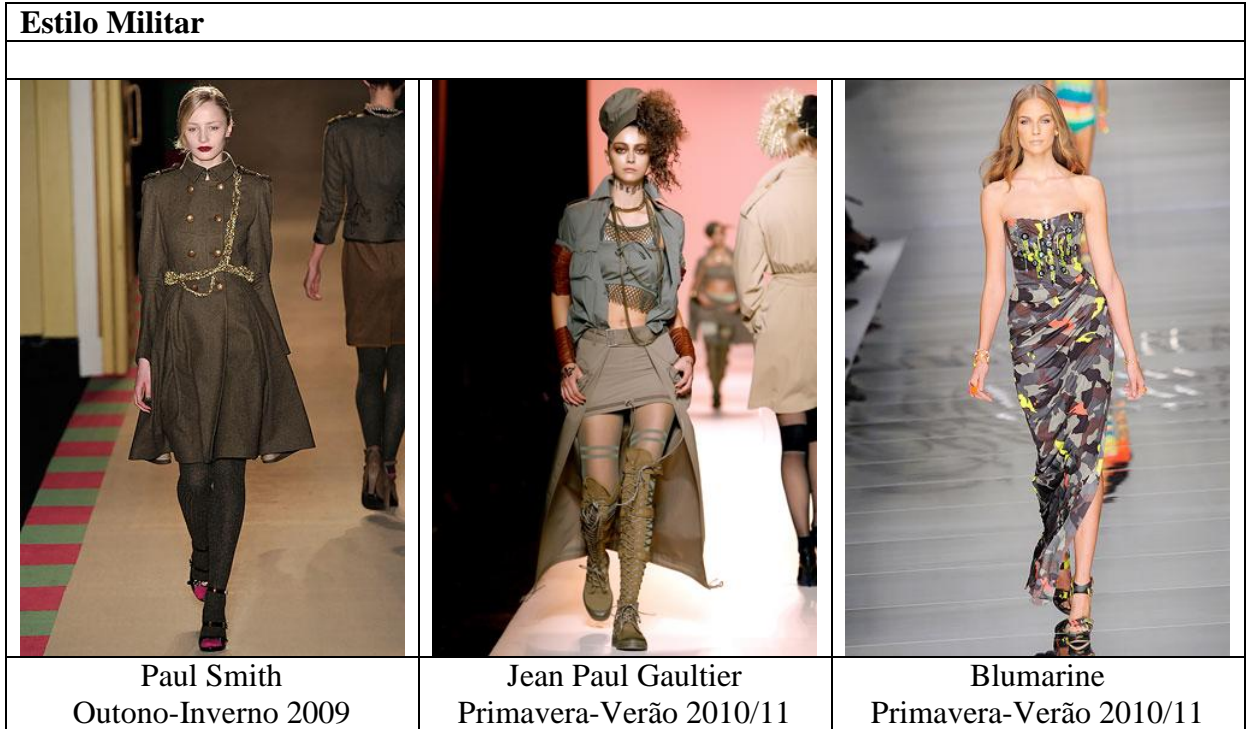 Estilo Militar
Paul Smith
Outono-Inverno 2009
Jean Paul Gaultier
Primavera-Verão 2010/11
Blumarine
Primavera-Verão 2010/11